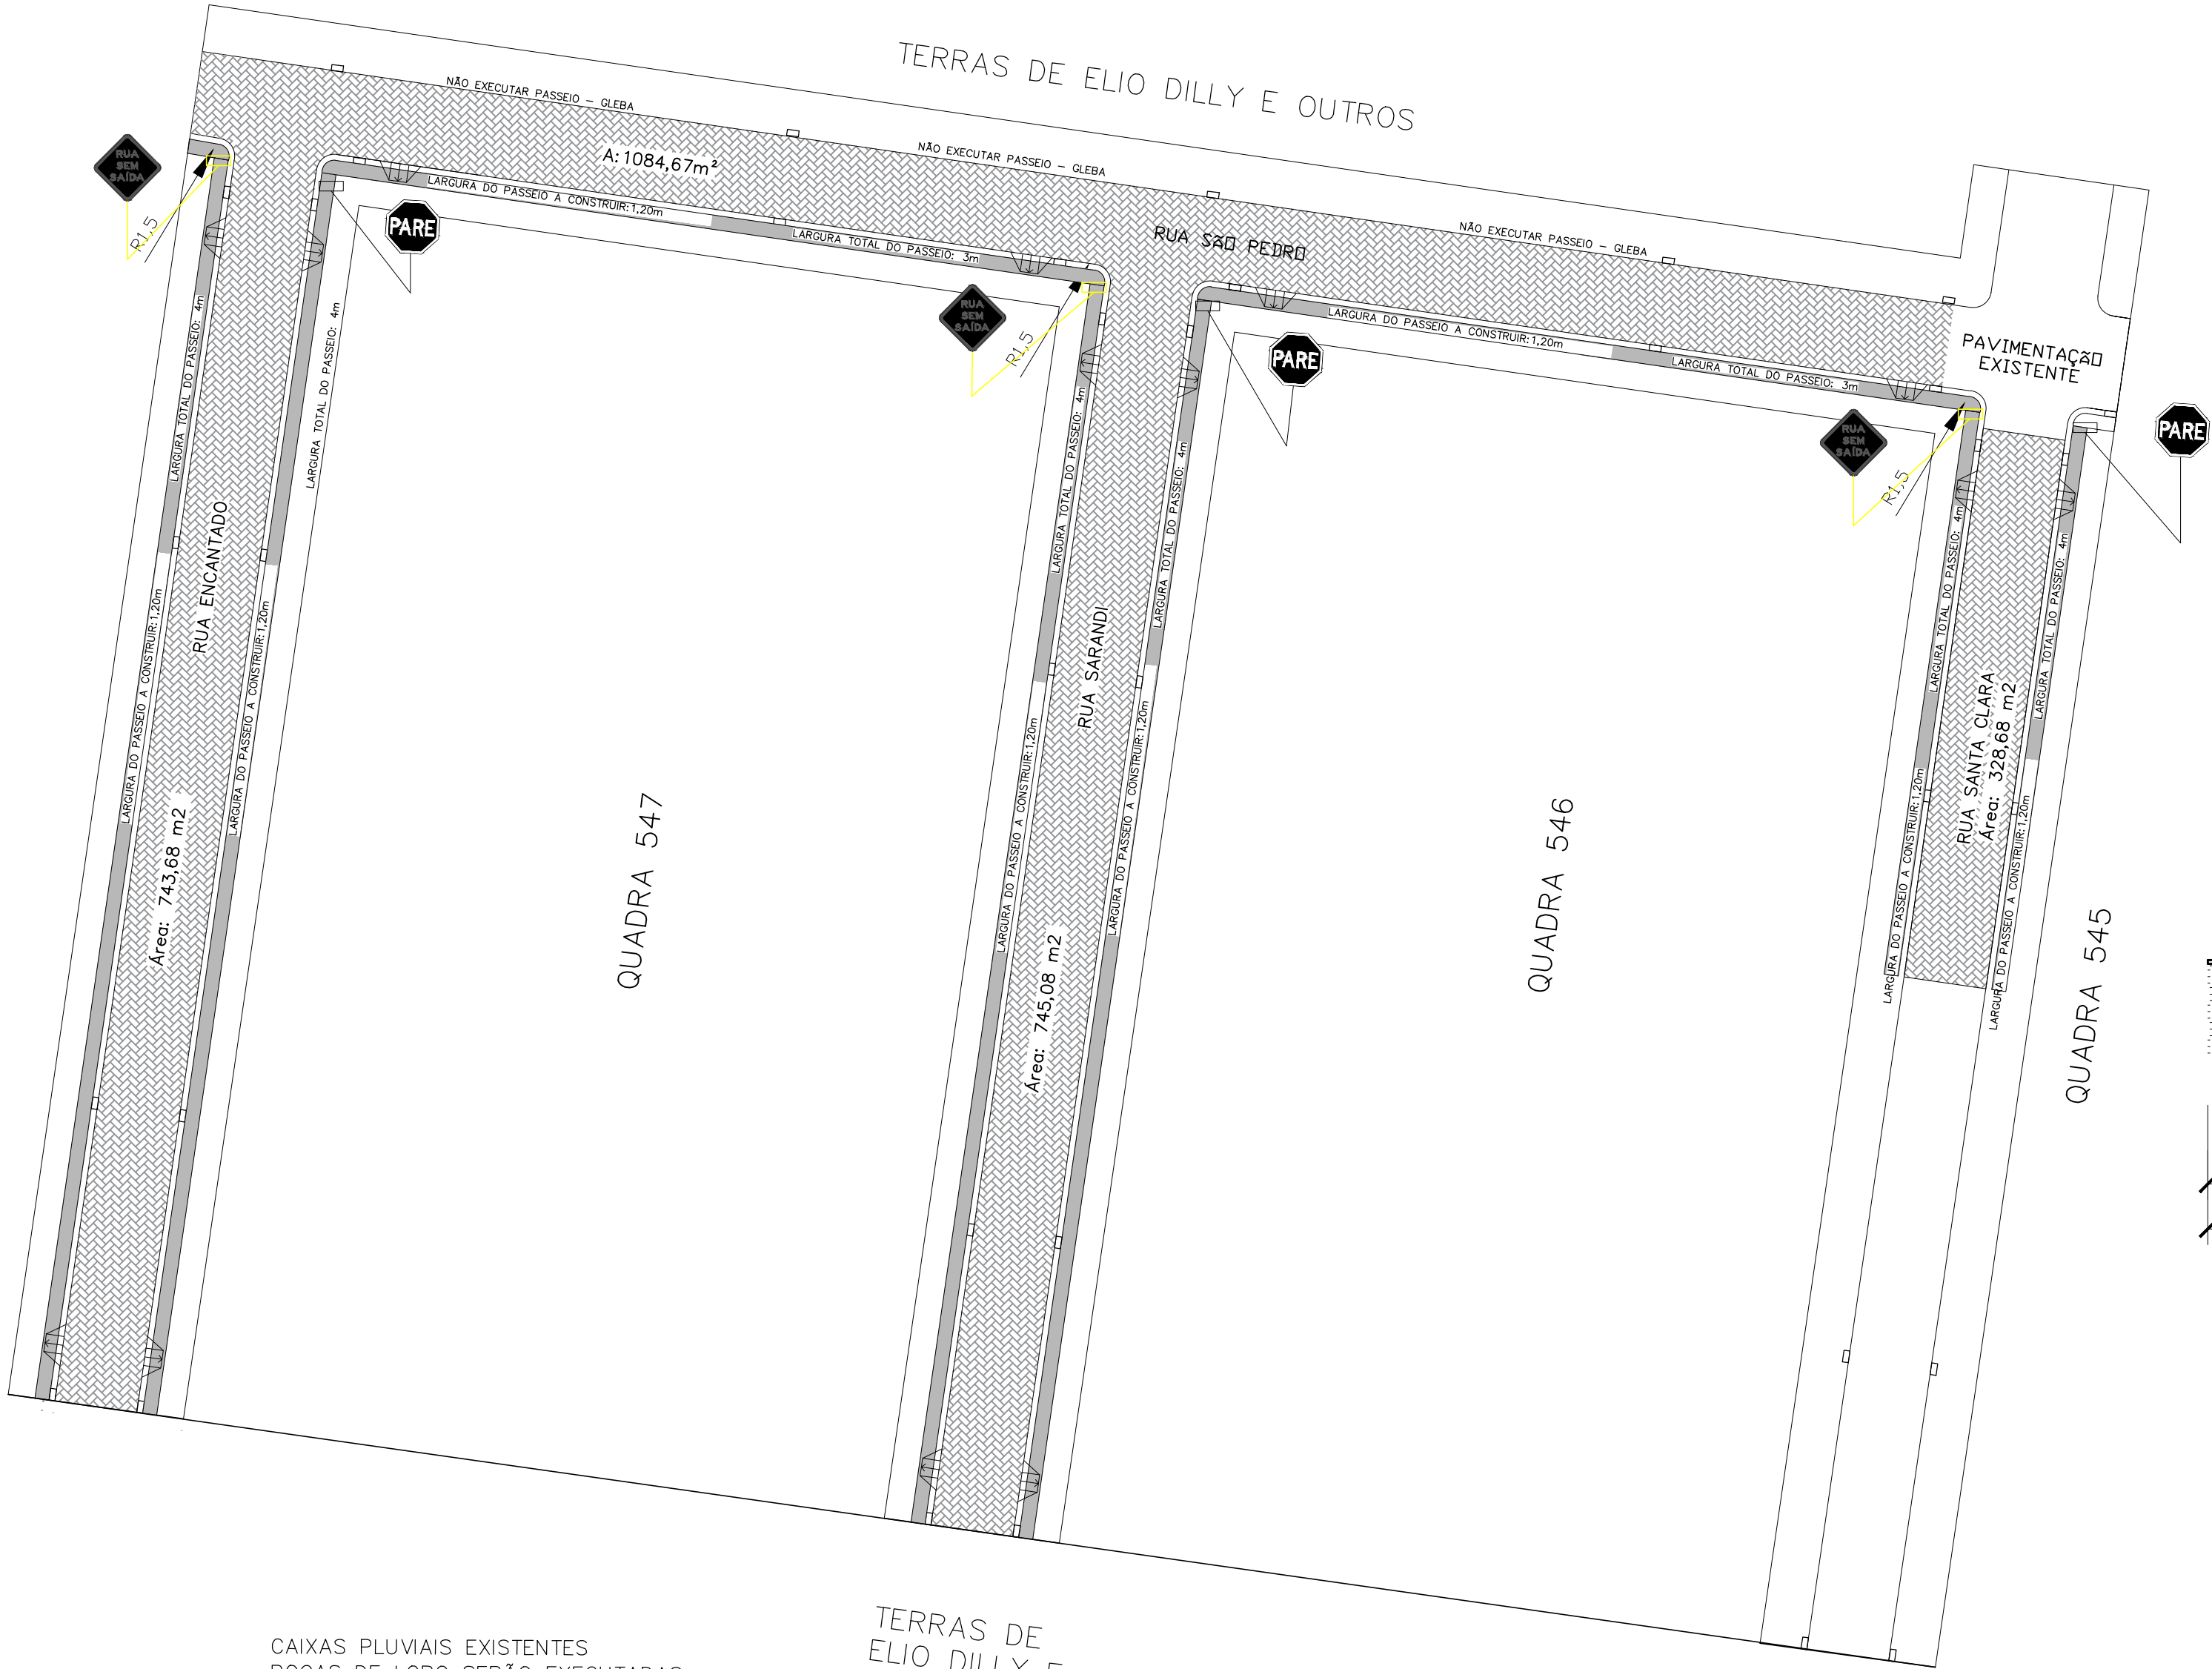 TERRAS DE ELIO DILLY E OUTROS
NÃO EXECUTAR PASSEIO - GLEBA
NÃO EXECUTAR PASSEIO - GLEBA
NÃO EXECUTAR PASSEIO - GLEBA
A:1084,67m²
RUA SÃO PEDRO
LARGURA DO PASSEIO A CONSTRUIR:1,20m
LARGURA TOTAL DO PASSEIO: 3m
LARGURA DO PASSEIO A CONSTRUIR:1,20m
LARGURA TOTAL DO PASSEIO: 3m
PAVIMENTAÇÃO
EXISTENTE
RUA
SEM
SAÍDA
R1,5
PARE
RUA
SEM
SAÍDA
R1,5
PARE
RUA
SEM
SAÍDA
R1,5
PARE
LARGURA TOTAL DO PASSEIO: 4m
LARGURA DO PASSEIO A CONSTRUIR:1,20m
RUA ENCANTADO
Área: 743,68 m2
LARGURA TOTAL DO PASSEIO: 4m
LARGURA DO PASSEIO A CONSTRUIR:1,20m
QUADRA 547
LARGURA TOTAL DO PASSEIO: 4m
LARGURA DO PASSEIO A CONSTRUIR:1,20m
RUA SARANDI
Área: 745,08 m2
LARGURA TOTAL DO PASSEIO: 4m
LARGURA DO PASSEIO A CONSTRUIR:1,20m
QUADRA 546
LARGURA TOTAL DO PASSEIO: 4m
LARGURA DO PASSEIO A CONSTRUIR:1,20m
RUA SANTA CLARA
Área: 328,68 m2
LARGURA TOTAL DO PASSEIO: 4m
LARGURA DO PASSEIO A CONSTRUIR:1,20m
QUADRA 545
CAIXAS PLUVIAIS EXISTENTES
BOCAS DE LOBO SERÃO EXECUTADAS
TERRAS DE
ELIO DILLY E